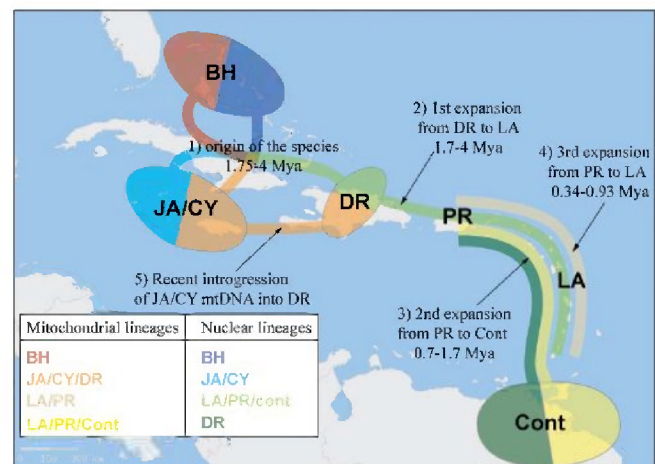 BH
2) 1st expansion
from DR to LA
1.7-4 Mya
1) origin of the species
1.75-4 Mya
4) 3rd expansion
from PR to LA
0.34-0.93 Mya
JA/CY
DR
PR
LA
5) Recent introgression
of JA/CY mtDNA into DR
3) 2nd expansion
from PR to Cont
0.7-1.7 Mya
Mitochondrial lineages Nuclear lineages
BH BH
JA/CY/DR JA/CY
LA/PR LA/PR/cont
LA/PR/Cont DR
Cont